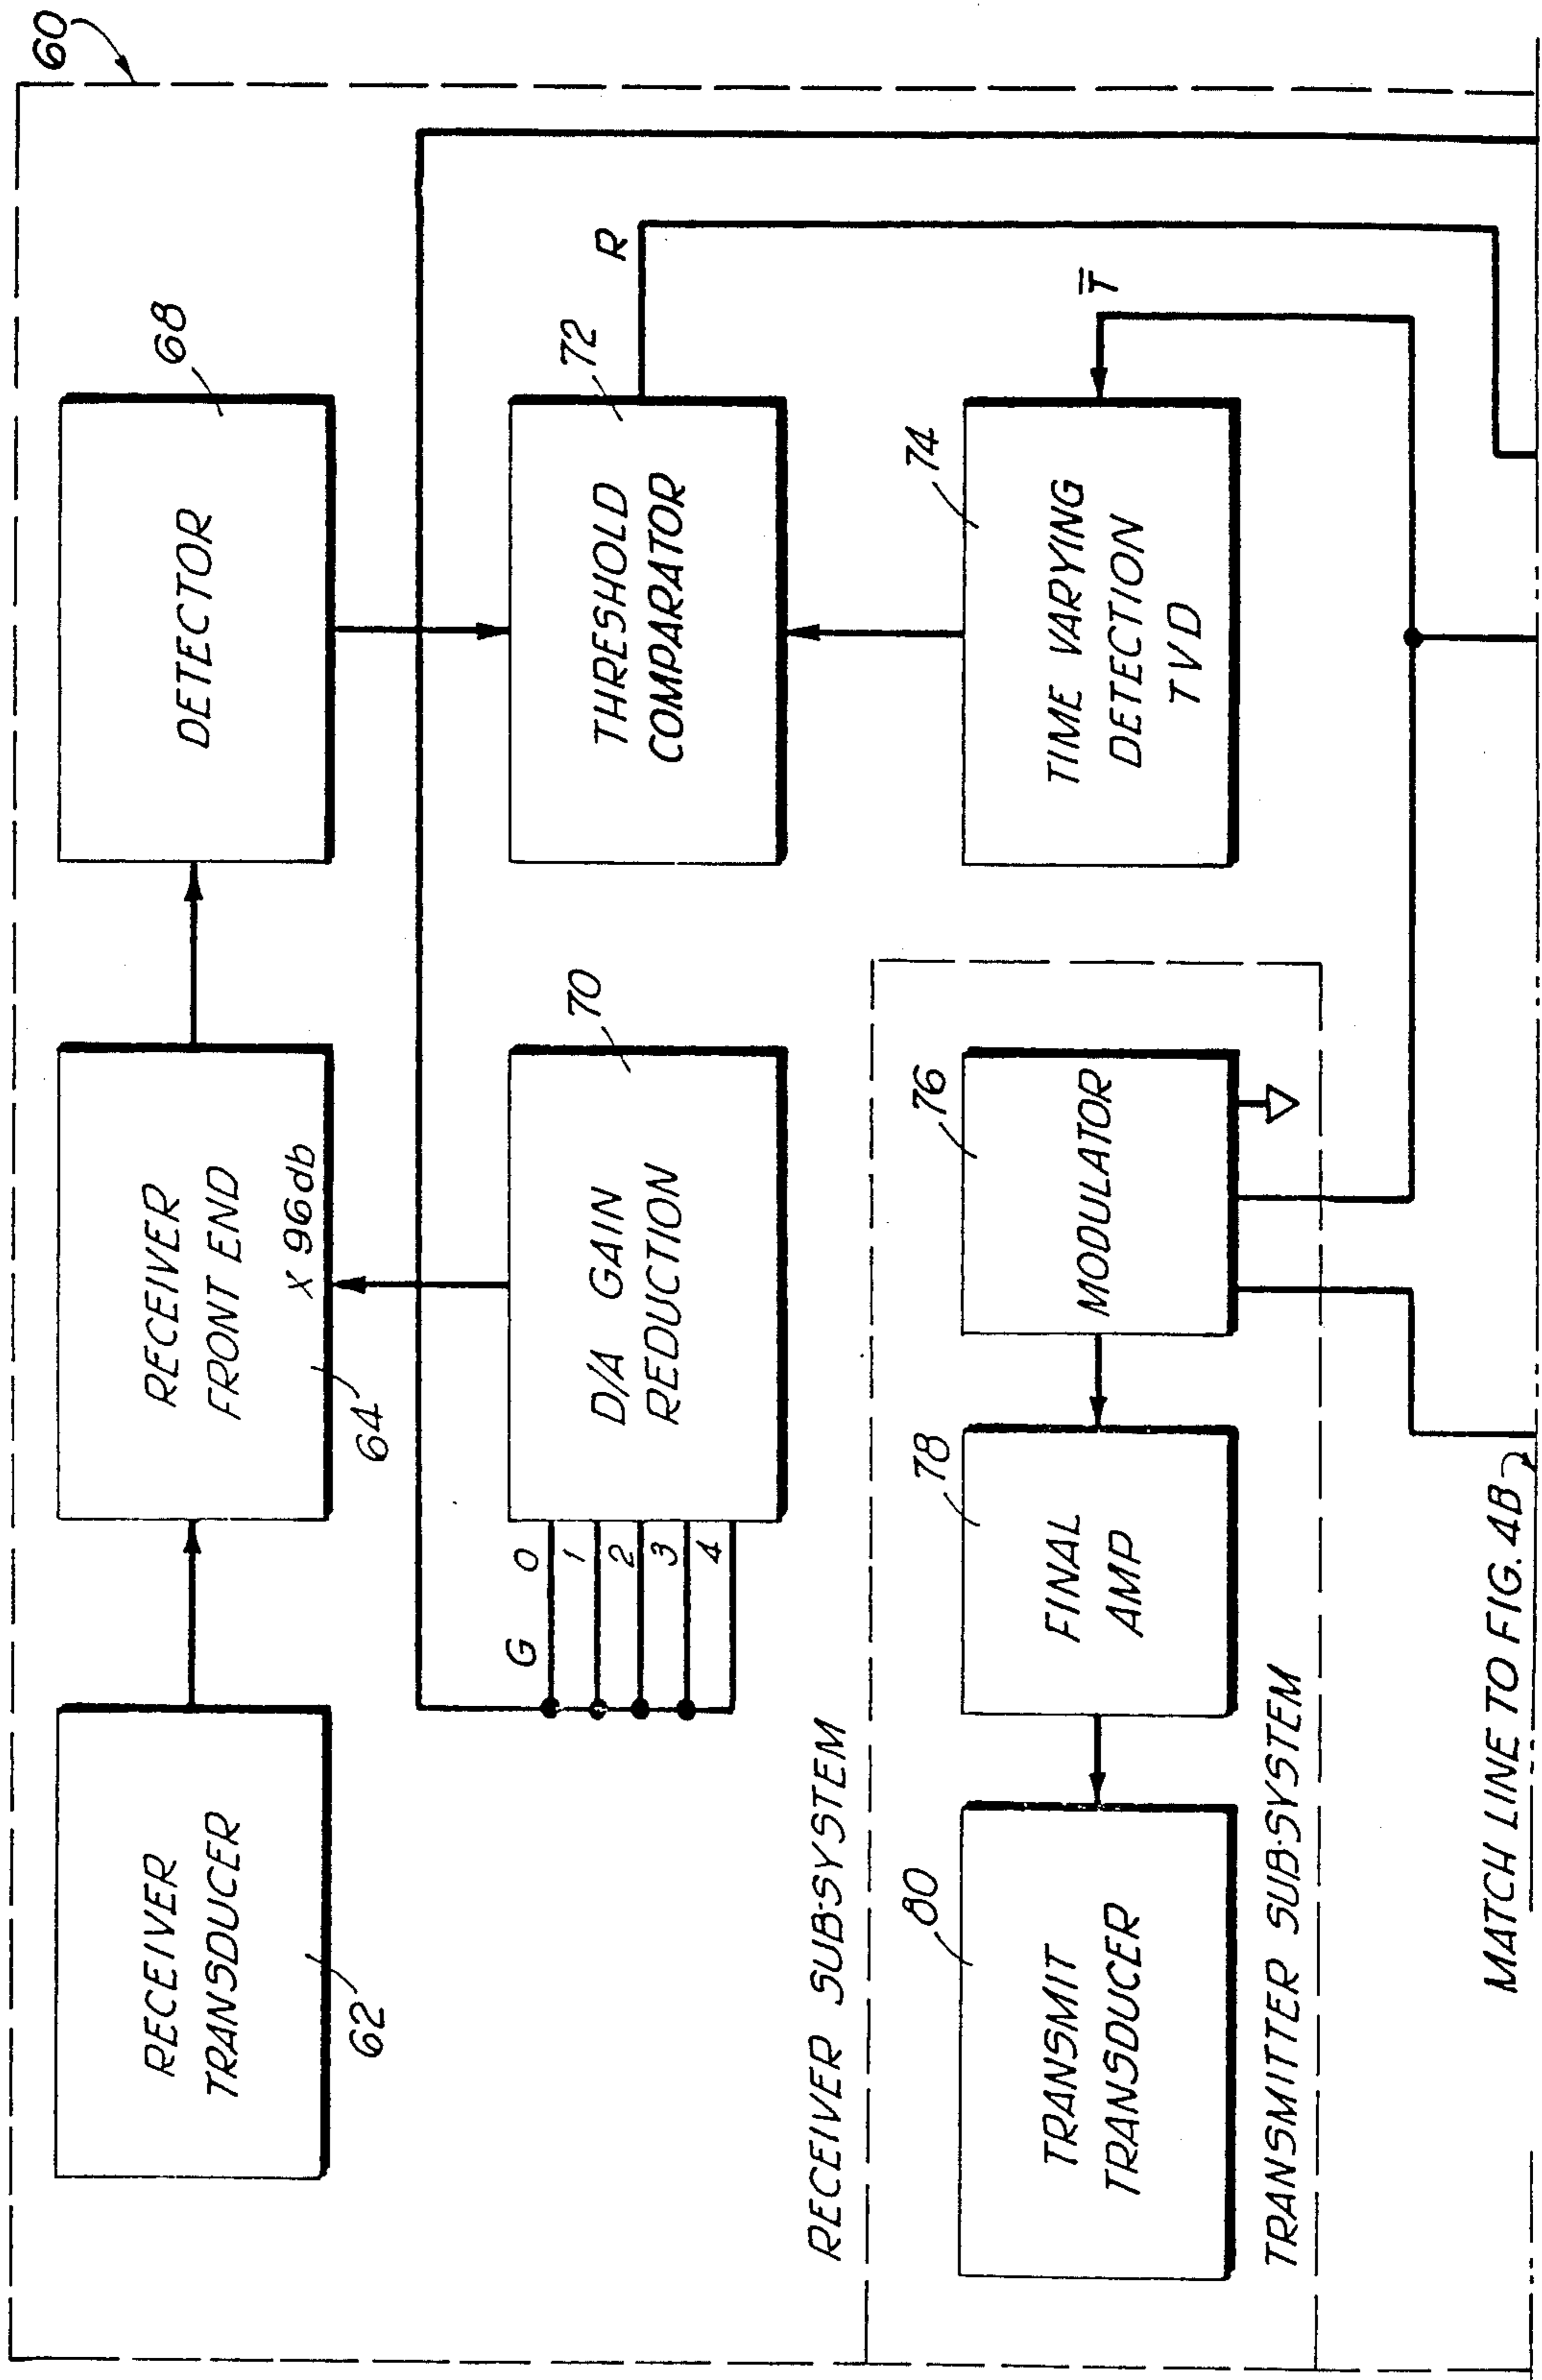 60
RECEIVER
TRANSDUCER
62
RECEIVER
FRONT END
X 96db
64
DETECTOR
68
G
0
1
2
3
4
D/A GAIN
REDUCTION
70
THRESHOLD
COMPARATOR
72
R
RECEIVER SUB-SYSTEM
TRANSMIT
TRANSDUCER
80
FINAL
AMP
78
MODULATOR
76
TIME VARYING
DETECTION
TVD
74
T̅
TRANSMITTER SUB-SYSTEM
MATCH LINE TO FIG. 4B